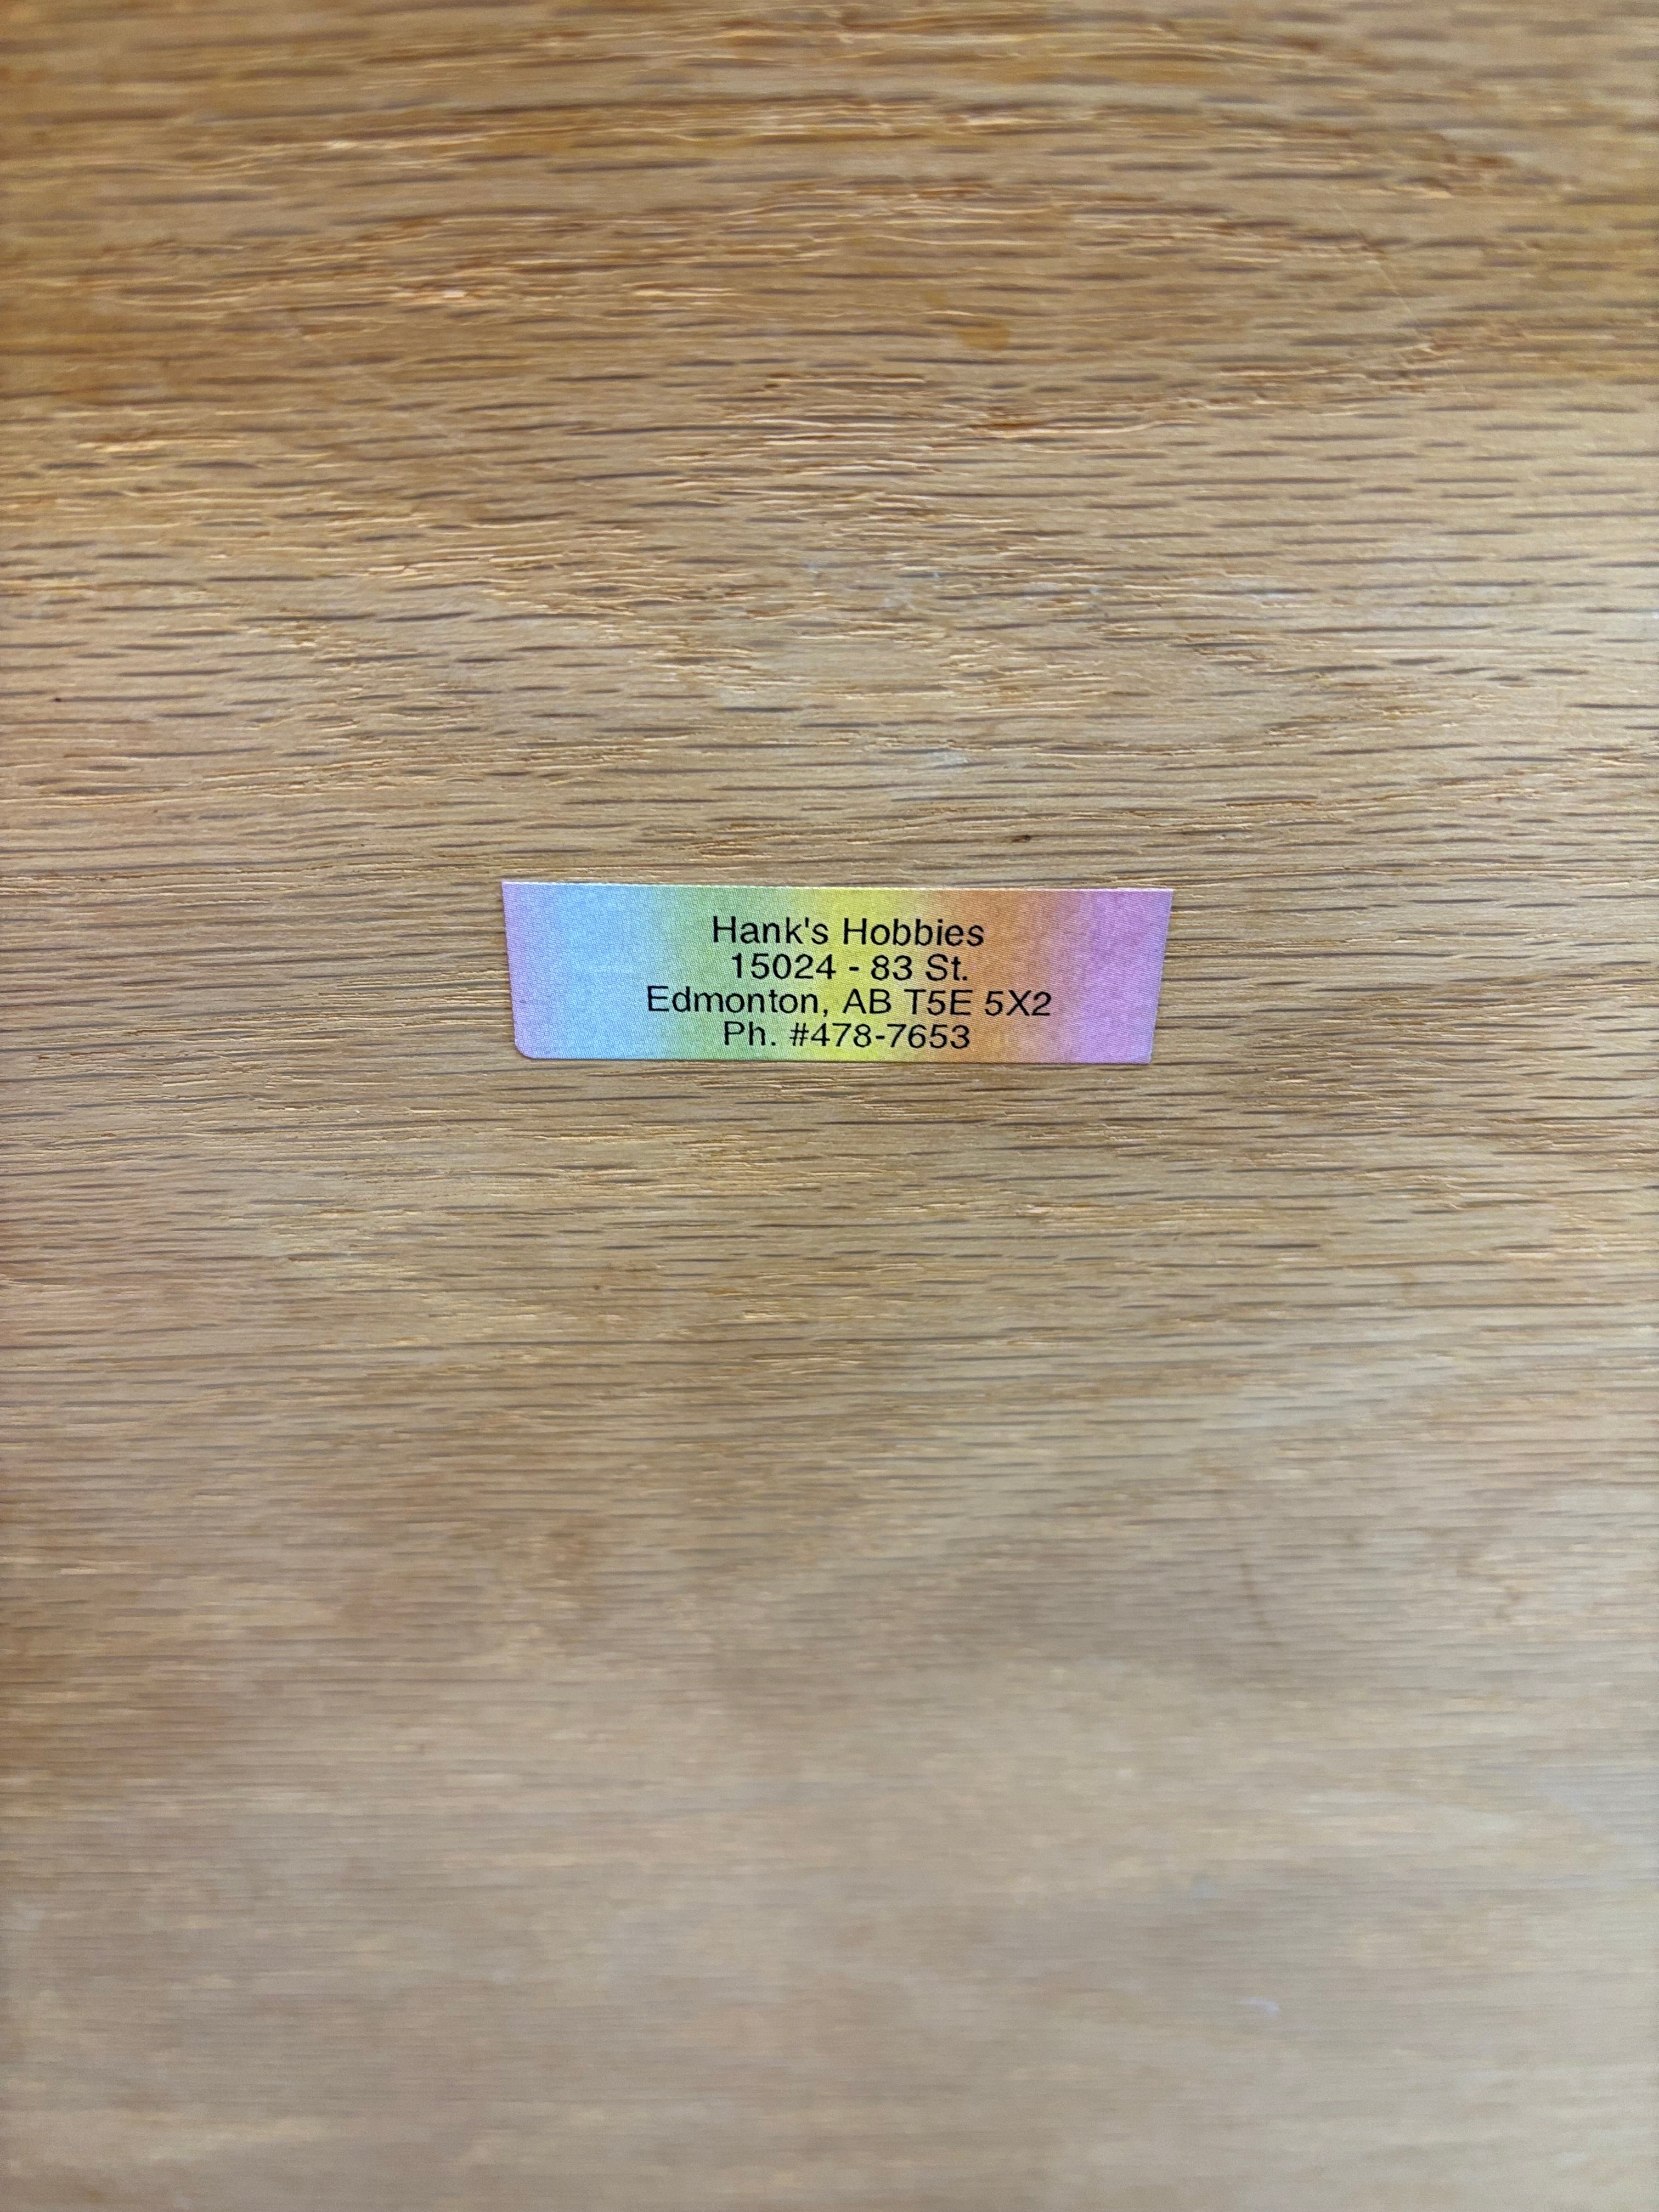 Hank's Hobbies
15024 - 83 St.
Edmonton, AB T5E 5X2
Ph. #478-7653